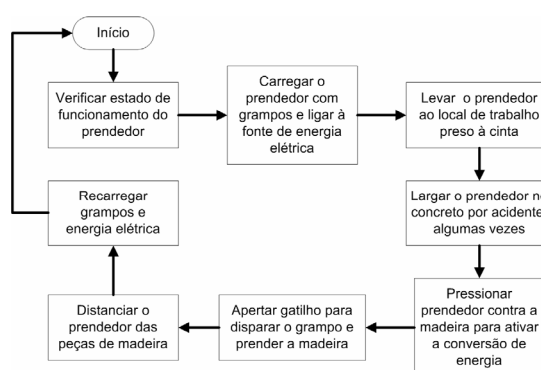 Início
Verificar estado de
funcionamento do
prendedor
Carregar o
prendedor com
grampos e ligar à
fonte de energia
elétrica
Levar o prendedor
ao local de trabalho
preso à cinta
Largar o prendedor no
concreto por acidente
algumas vezes
Pressionar
prendedor contra a
madeira para ativar
a conversão de
energia
Apertar gatilho para
disparar o grampo e
prender a madeira
Distanciar o
prendedor das
peças de madeira
Recarregar
grampos e
energia elétrica